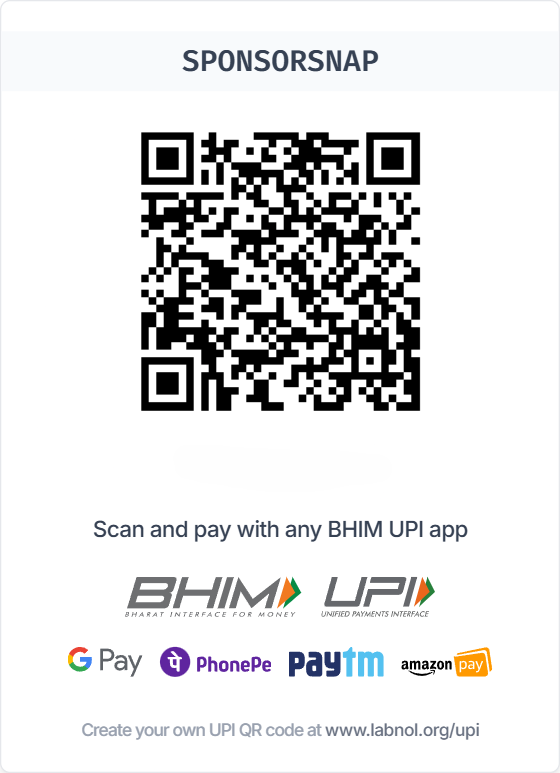 SPONSORSNAP
Scan and pay with any BHIM UPI app
BHIM
BHARAT INTERFACE FOR MONEY
UPI
UNIFIED PAYMENTS INTERFACE
G Pay
पे PhonePe
paytm
amazon pay
Create your own UPI QR code at www.labnol.org/upi